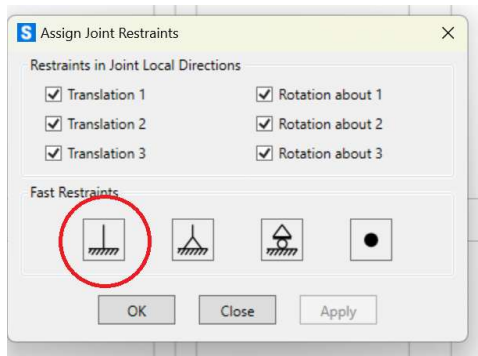 S Assign Joint Restraints
Restraints in Joint Local Directions
Translation 1 Rotation about 1
Translation 2 Rotation about 2
Translation 3 Rotation about 3
Fast Restraints
OK Close Apply